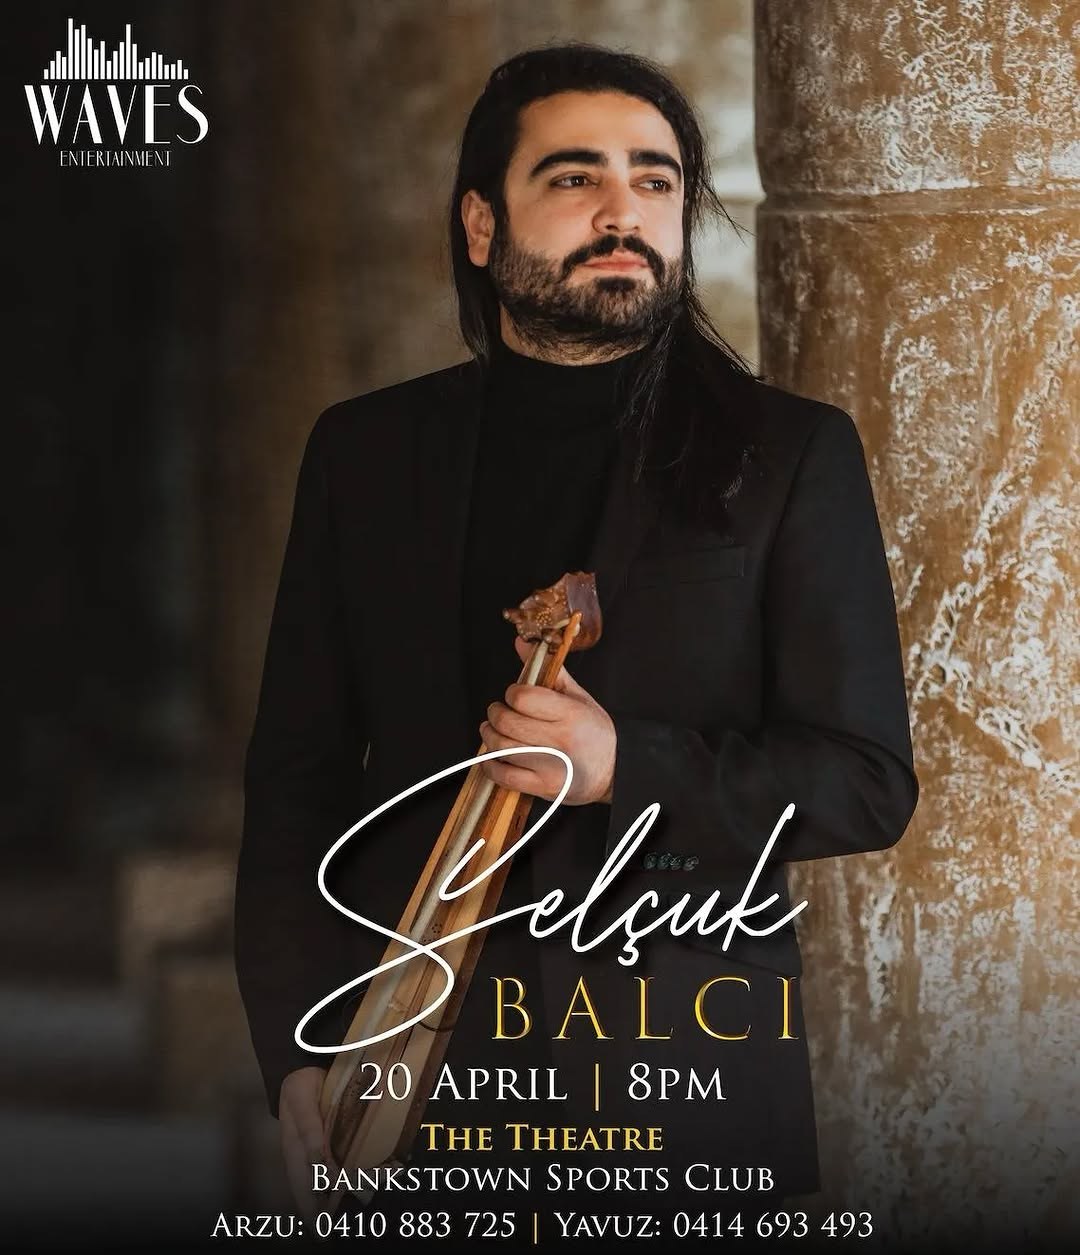 WAVES
ENTERTAINMENT
Selçuk
BALCI
20 APRIL | 8PM
THE THEATRE
BANKSTOWN SPORTS CLUB
ARZU: 0410 883 725 | YAVUZ: 0414 693 493